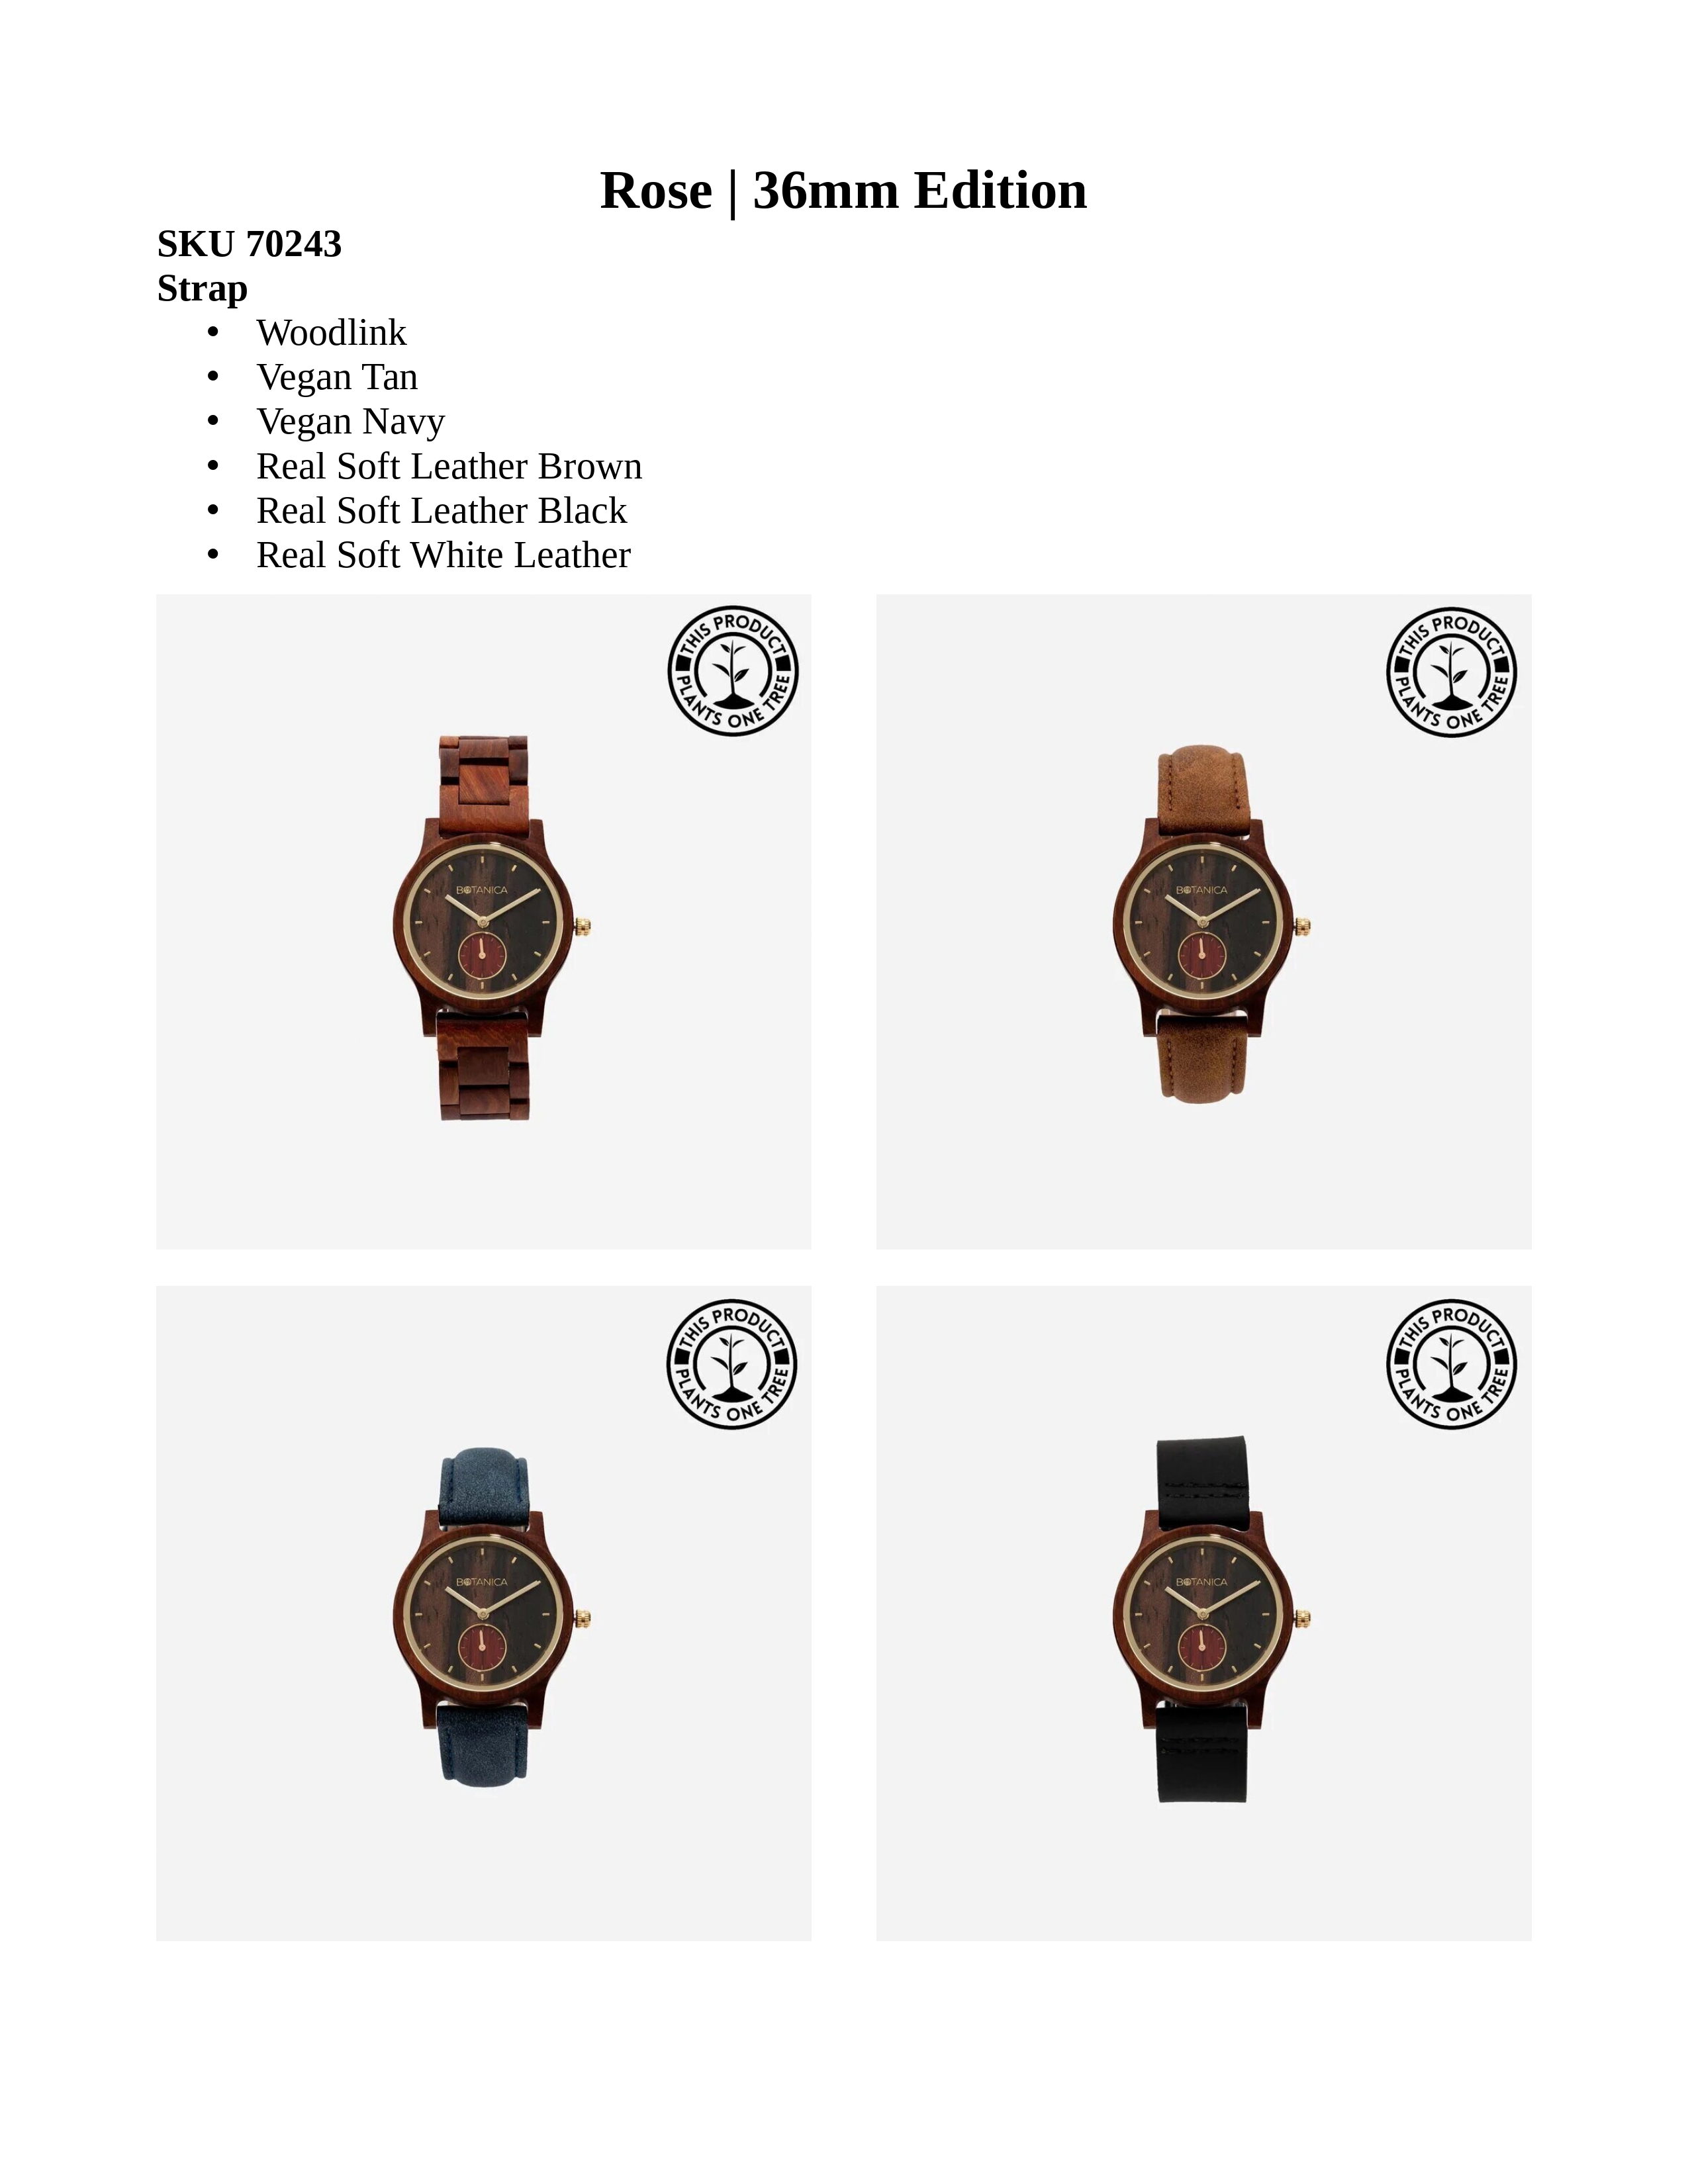 Rose | 36mm Edition
SKU 70243
Strap
• Woodlink
• Vegan Tan
• Vegan Navy
• Real Soft Leather Brown
• Real Soft Leather Black
• Real Soft White Leather
THIS PRODUCT
PLANTS ONE TREE
BOTANICA
THIS PRODUCT
PLANTS ONE TREE
BOTANICA
THIS PRODUCT
PLANTS ONE TREE
BOTANICA
THIS PRODUCT
PLANTS ONE TREE
BOTANICA